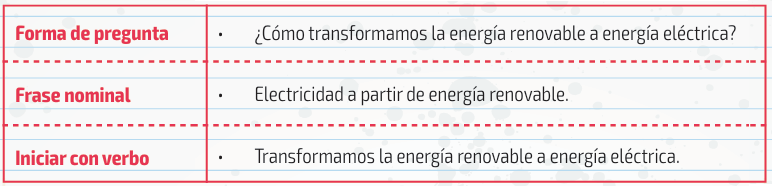 Forma de pregunta • ¿Cómo transformamos la energía renovable a energía eléctrica?
Frase nominal • Electricidad a partir de energía renovable.
Iniciar con verbo • Transformamos la energía renovable a energía eléctrica.